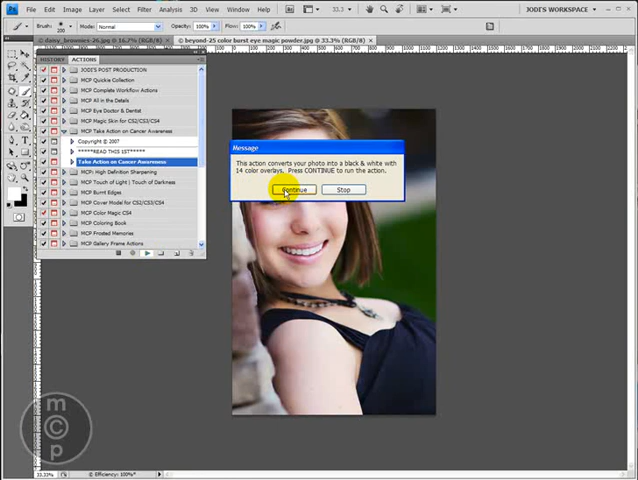 Ps File Edit Image Layer Select Filter Analysis 3D View Window Help 33.3 JODI'S WORKSPACE
Brush: 200 Mode: Normal Opacity: 100% Flow: 100%
daisy_brownies-26.jpg @ 16.7% (RGB/8) × beyond-25 color burst eye magic powder.jpg @ 33.3% (RGB/8) ×
HISTORY ACTIONS
JODI'S POST PRODUCTION
MCP Quickie Collection
MCP Complete Workflow Actions
MCP All in the Details
MCP Eye Doctor & Dentist
MCP Magic Skin for CS2/CS3/CS4
MCP Take Action on Cancer Awareness
Copyright © 2007
*****READ THIS 1ST*****
Take Action on Cancer Awareness
MCP: High Definition Sharpening
MCP Touch of Light | Touch of Darkness
MCP Burnt Edges
MCP Cover Model for CS2/CS3/CS4
MCP Color Magic CS4
MCP Coloring Book
MCP Frosted Memories
MCP Gallery Frame Actions
Message
This action converts your photo into a black & white with
14 color overlays. Press CONTINUE to run the action.
Continue Stop
m
©
p
33.33% Efficiency: 100%*